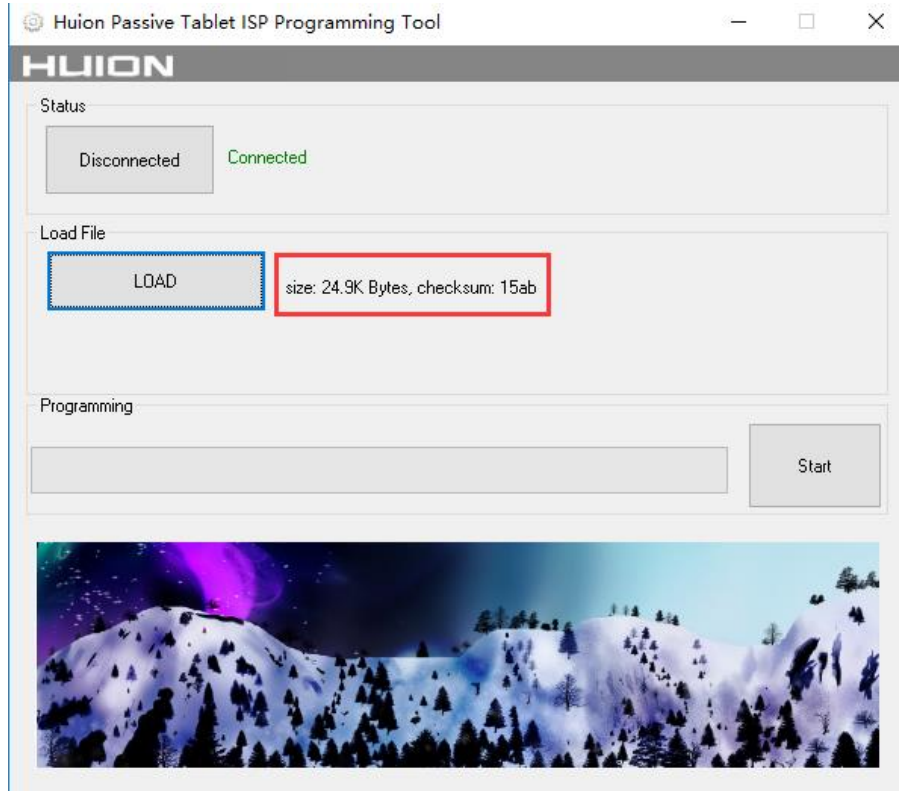 Huion Passive Tablet ISP Programming Tool
HUION
Status
Disconnected
Connected
Load File
LOAD
size: 24.9K Bytes, checksum: 15ab
Programming
Start